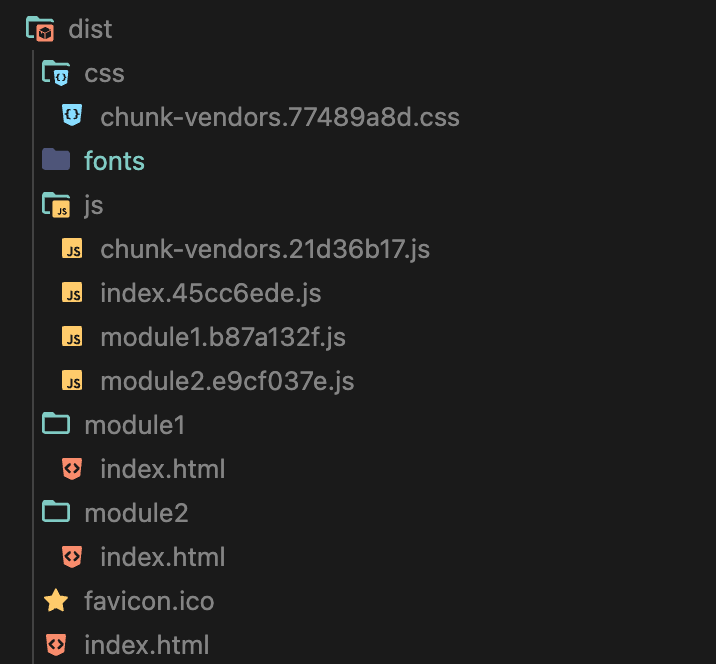 dist
css
chunk-vendors.77489a8d.css
fonts
js
chunk-vendors.21d36b17.js
index.45cc6ede.js
module1.b87a132f.js
module2.e9cf037e.js
module1
index.html
module2
index.html
favicon.ico
index.html